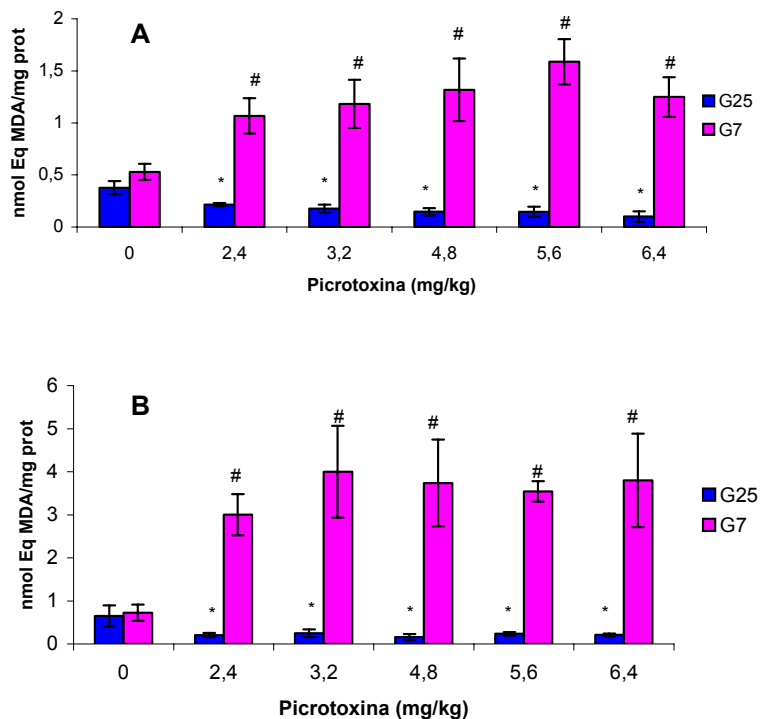 A
nmol Eq MDA/mg prot
2
1,5
1
0,5
0
#
#
#
#
#
*
*
*
*
*
0 2,4 3,2 4,8 5,6 6,4
Picrotoxina (mg/kg)
G25
G7
B
nmol Eq MDA/mg prot
6
5
4
3
2
1
0
#
#
#
#
#
*
*
*
*
*
0 2,4 3,2 4,8 5,6 6,4
Picrotoxina (mg/kg)
G25
G7